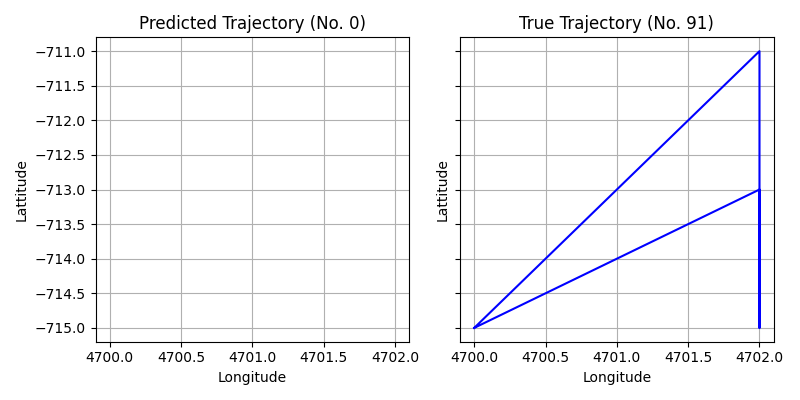 Predicted Trajectory (No. 0)
True Trajectory (No. 91)
−711.0
−711.5
−712.0
−712.5
−713.0
−713.5
−714.0
−714.5
−715.0
Lattitude
Lattitude
4700.0 4700.5 4701.0 4701.5 4702.0
4700.0 4700.5 4701.0 4701.5 4702.0
Longitude
Longitude